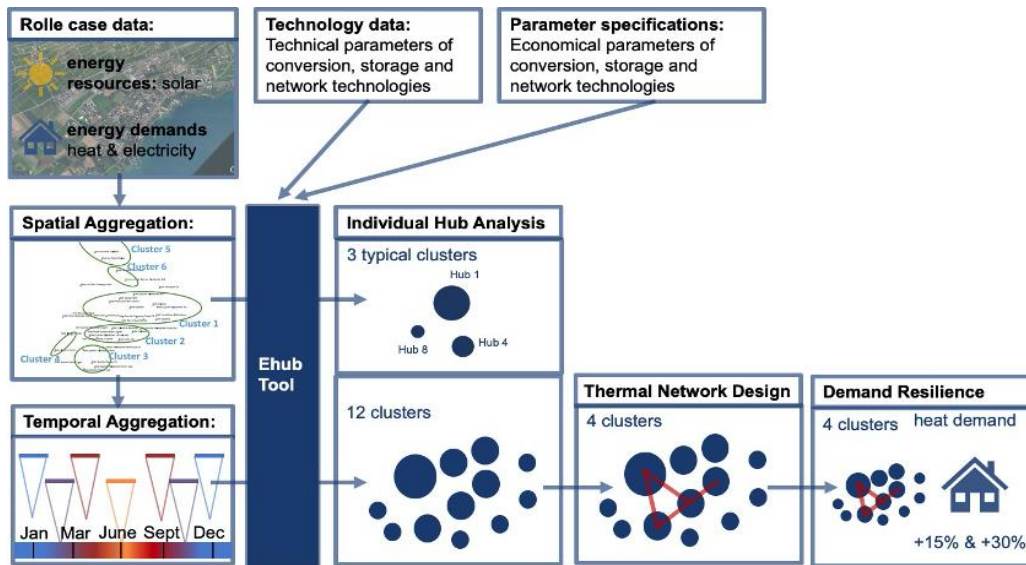 Rolle case data:
energy
resources: solar
energy demands
heat & electricity
Technology data:
Technical parameters of
conversion, storage and
network technologies
Parameter specifications:
Economical parameters of
conversion, storage and
network technologies
Spatial Aggregation:
Cluster 5
Cluster 6
Cluster 1
Cluster 2
Cluster 3
Temporal Aggregation:
Jan Mar June Sept Dec
Ehub
Tool
Individual Hub Analysis
3 typical clusters
Hub 1
Hub 8
Hub 4
12 clusters
Thermal Network Design
4 clusters
Demand Resilience
4 clusters heat demand
+15% & +30%